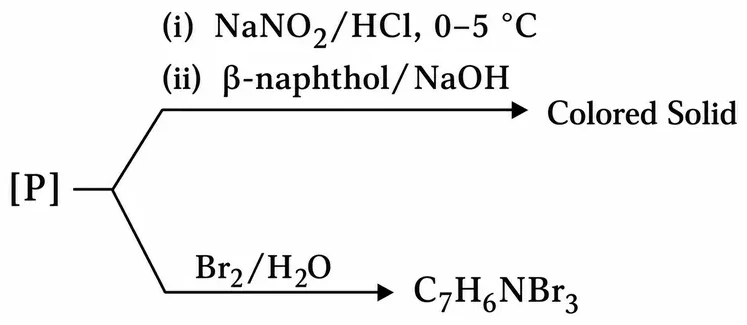 (i) NaNO₂/HCl, 0–5 °C
(ii) β-naphthol/NaOH
Colored Solid
[P]
Br₂/H₂O
C₇H₆NBr₃